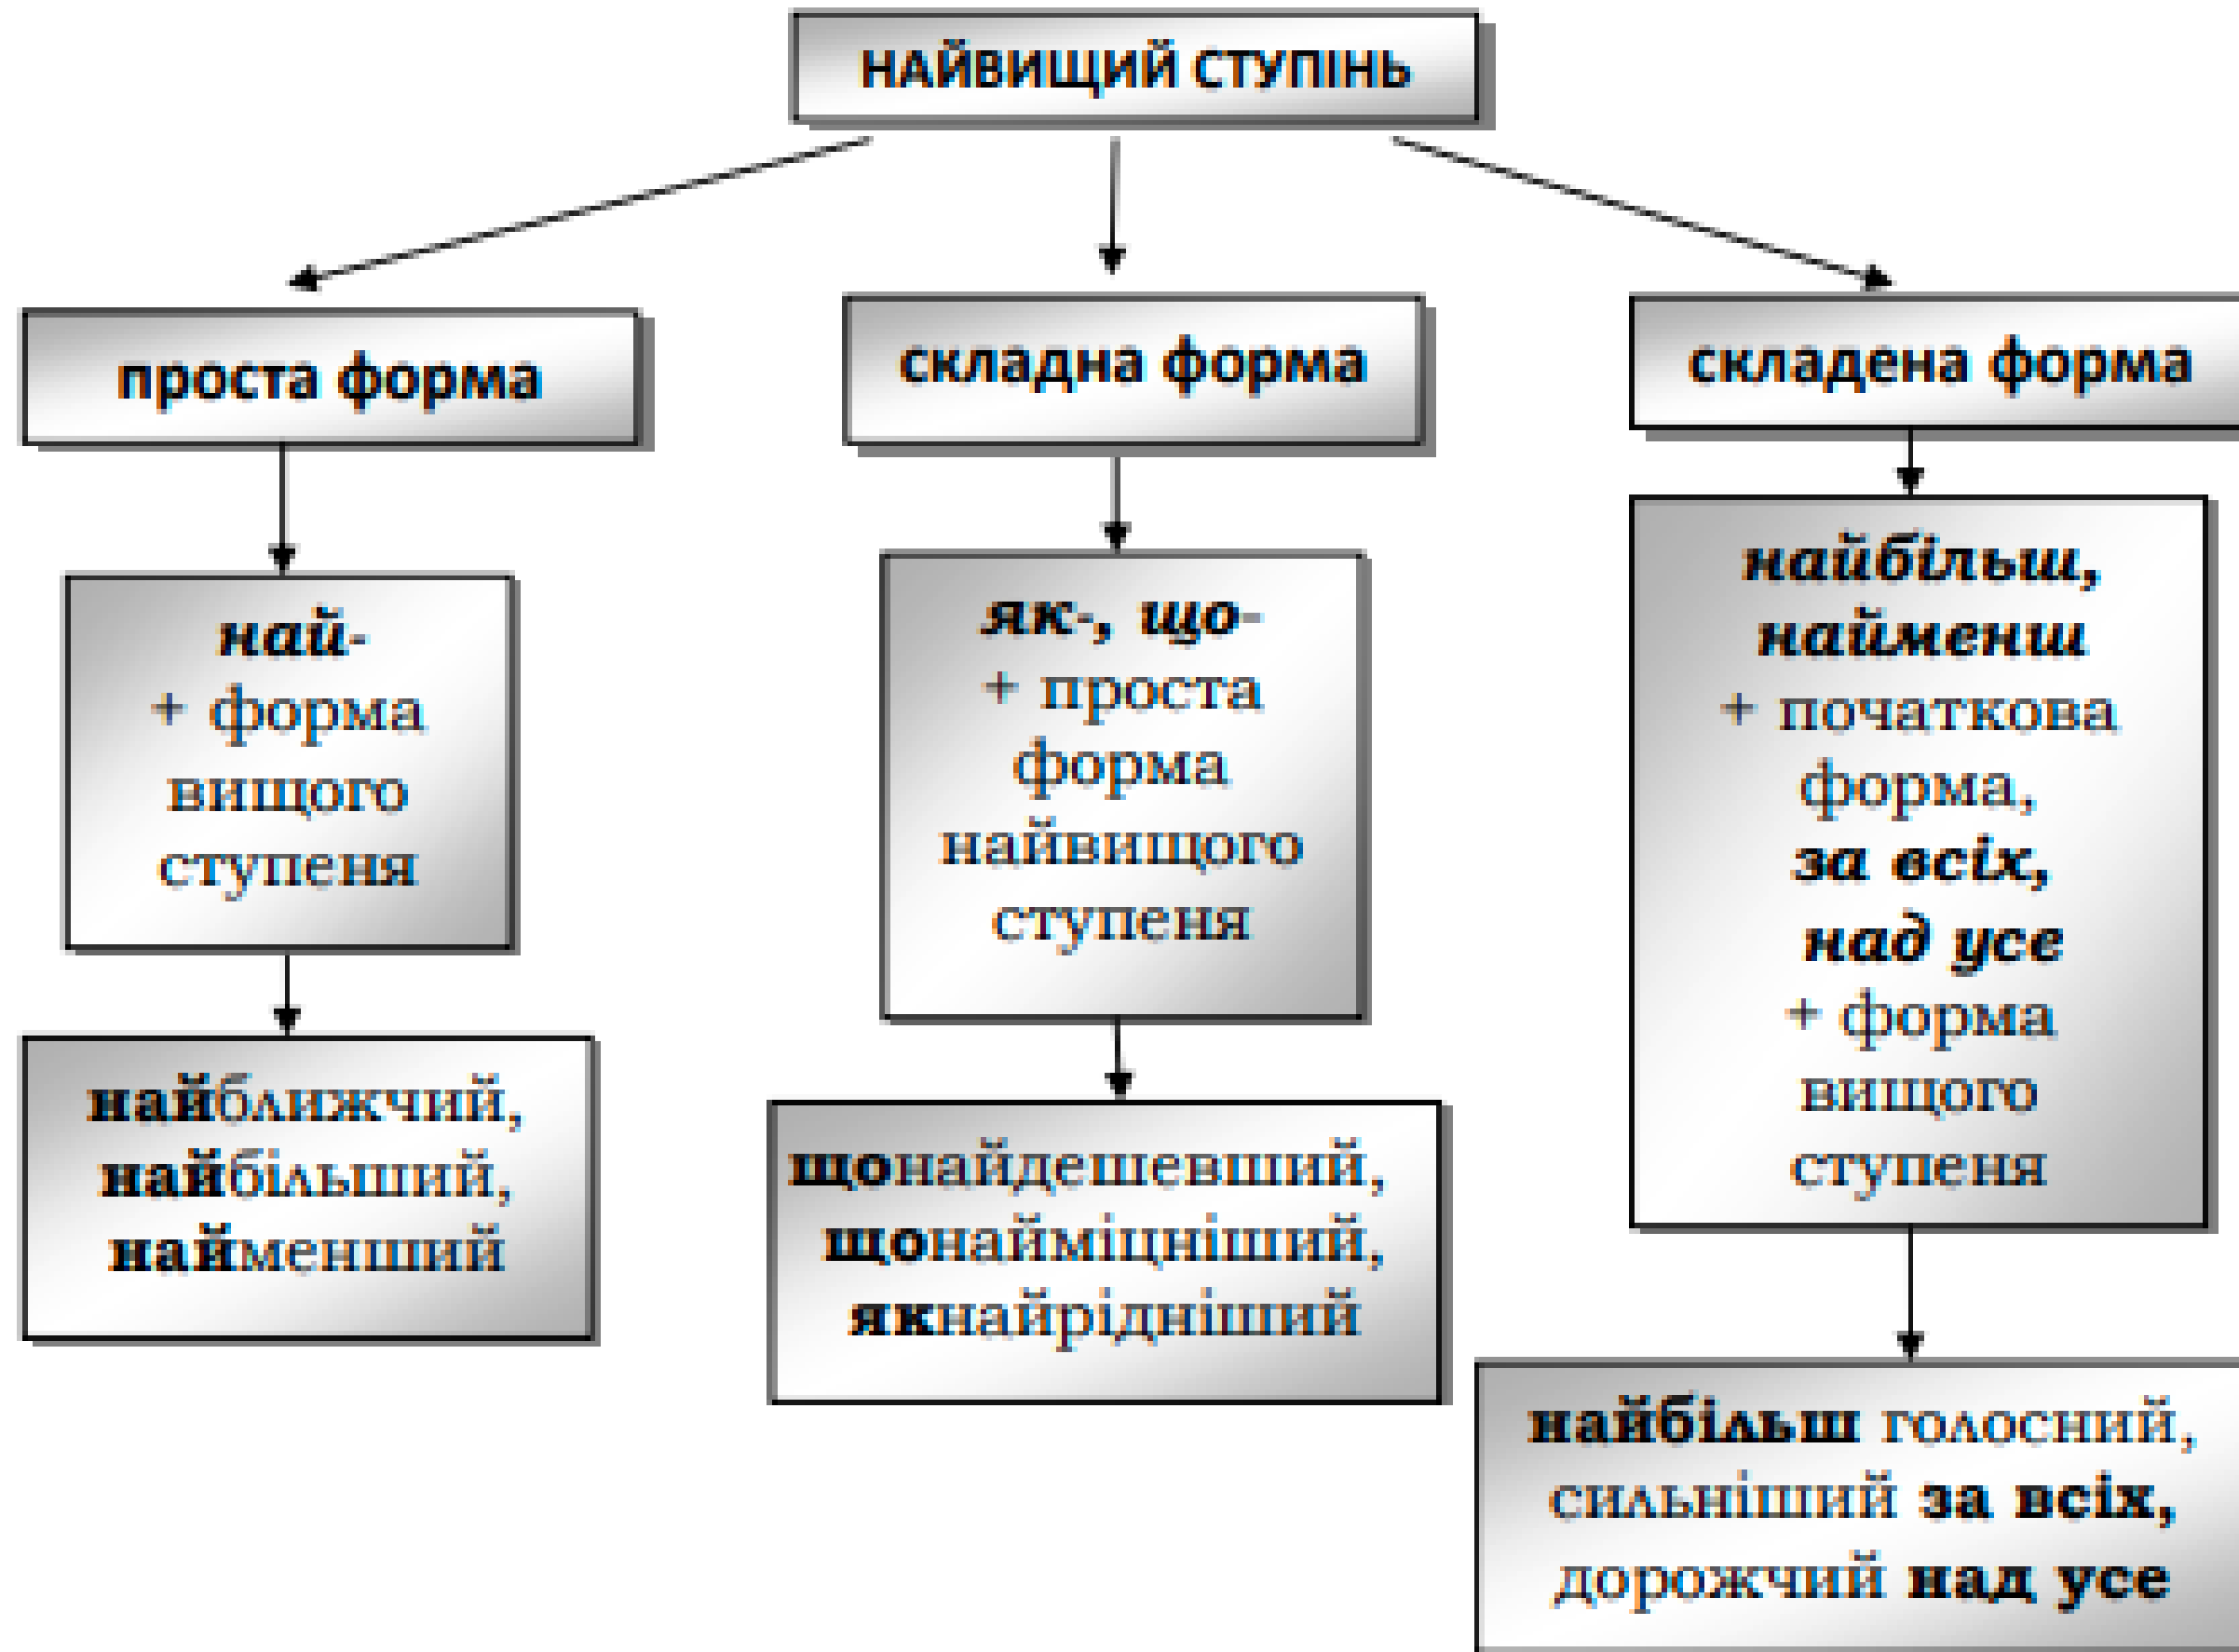 НАЙВИЩИЙ СТУПІНЬ
проста форма
най-
+ форма
вищого
ступеня
найближчий,
найбільший,
найменший
складна форма
як-, що-
+ проста
форма
найвищого
ступеня
щонайдешевший,
щонайміцніший,
якнайрідніший
складена форма
найбільш,
найменш
+ початкова
форма,
за всіх,
над усе
+ форма
вищого
ступеня
найбільш голосний,
сильніший за всіх,
дорожчий над усе